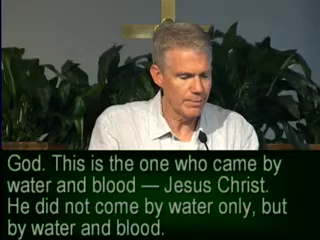 God. This is the one who came by
water and blood — Jesus Christ.
He did not come by water only, but
by water and blood.